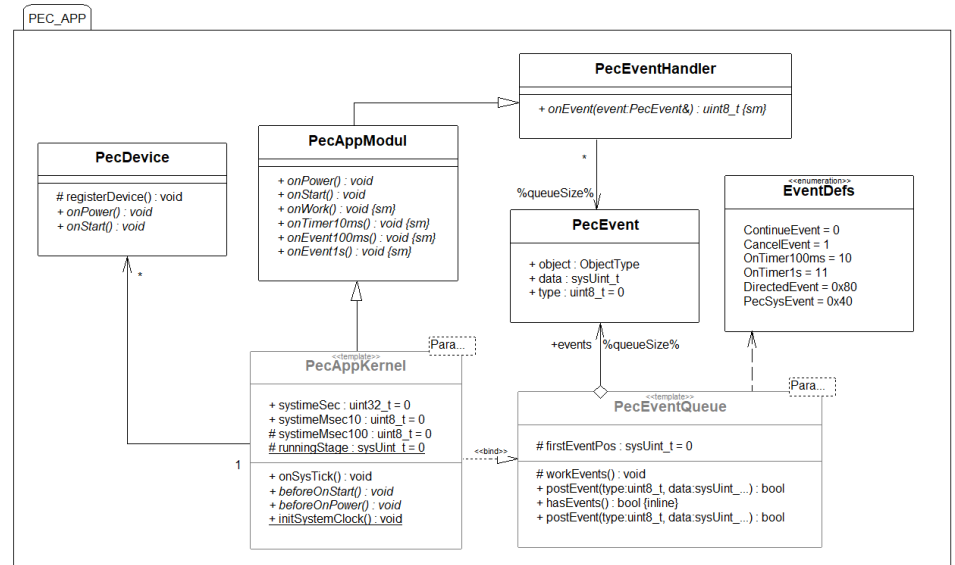 PEC_APP
PecEventHandler
+ onEvent(event:PecEvent&) : uint8_t {sm}
PecAppModul
+ onPower() : void
+ onStart() : void
+ onWork() : void {sm}
+ onTimer10ms() : void {sm}
+ onEvent100ms() : void {sm}
+ onEvent1s() : void {sm}
PecDevice
# registerDevice() : void
+ onPower() : void
+ onStart() : void
*
%queueSize%
<<enumeration>>
EventDefs
ContinueEvent = 0
CancelEvent = 1
OnTimer100ms = 10
OnTimer1s = 11
DirectedEvent = 0x80
PecSysEvent = 0x40
PecEvent
+ object : ObjectType
+ data : sysUint_t
+ type : uint8_t = 0
*
+events
%queueSize%
Para...
<<template>>
PecAppKernel
+ systimeSec : uint32_t = 0
+ systimeMsec10 : uint8_t = 0
# systimeMsec100 : uint8_t = 0
# runningStage : sysUint_t = 0
+ onSysTick() : void
+ beforeOnStart() : void
+ beforeOnPower() : void
+ initSystemClock() : void
1
<<bind>>
Para...
<<template>>
PecEventQueue
# firstEventPos : sysUint_t = 0
# workEvents() : void
+ postEvent(type:uint8_t, data:sysUint_...) : bool
+ hasEvents() : bool {inline}
+ postEvent(type:uint8_t, data:sysUint_...) : bool